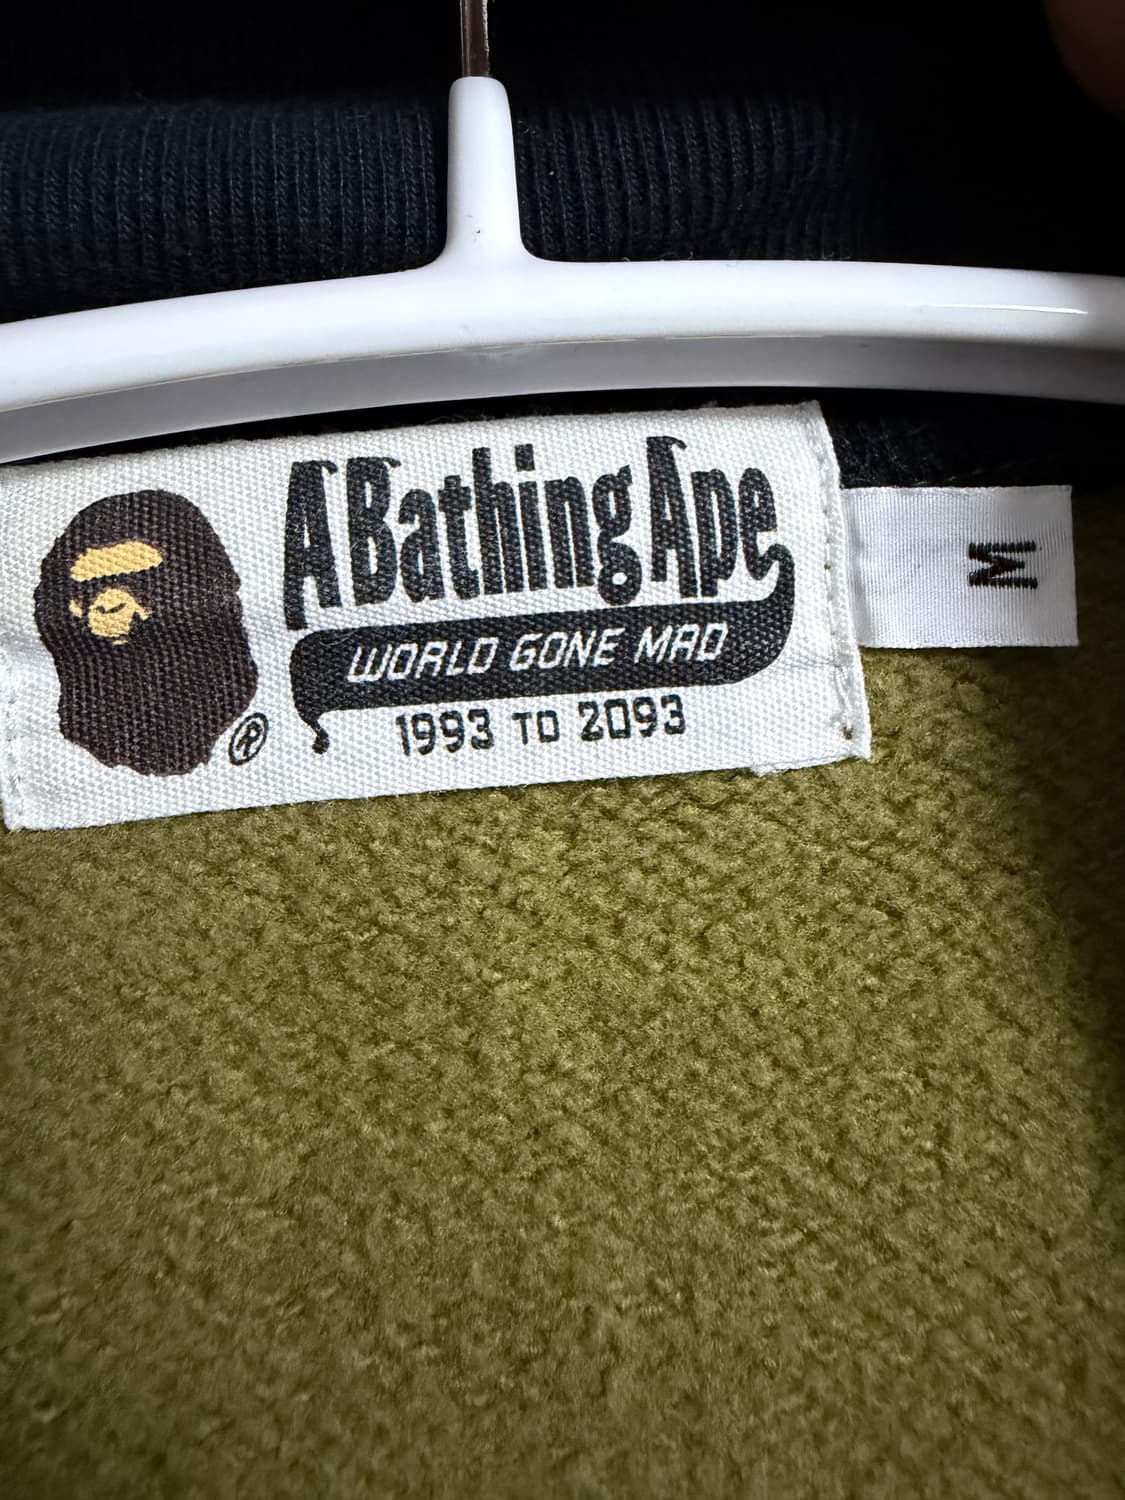 A Bathing Ape
WORLD GONE MAD
1993 TO 2093
®
M